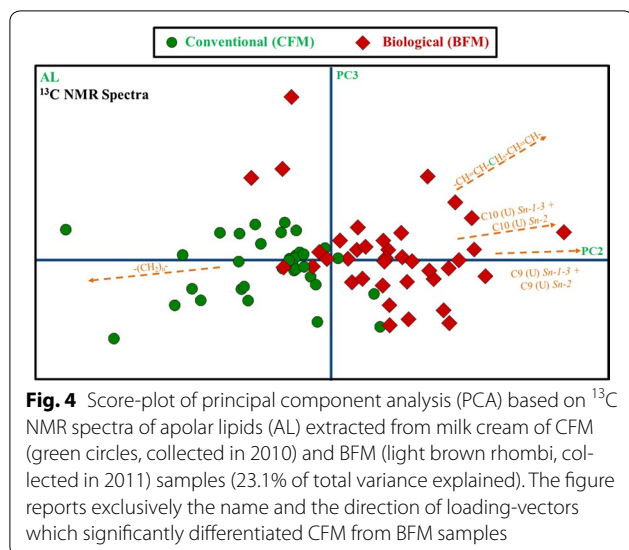 Conventional (CFM) Biological (BFM)
AL
¹³C NMR Spectra
PC3
-CH=CH-CH₂-CH=CH-
C10 (U) Sn-1-3 +
C10 (U) Sn-2
PC2
-(CH₂)ₙ-
C9 (U) Sn-1-3 +
C9 (U) Sn-2
Fig. 4 Score-plot of principal component analysis (PCA) based on ¹³C
NMR spectra of apolar lipids (AL) extracted from milk cream of CFM
(green circles, collected in 2010) and BFM (light brown rhombi, col-
lected in 2011) samples (23.1% of total variance explained). The figure
reports exclusively the name and the direction of loading-vectors
which significantly differentiated CFM from BFM samples